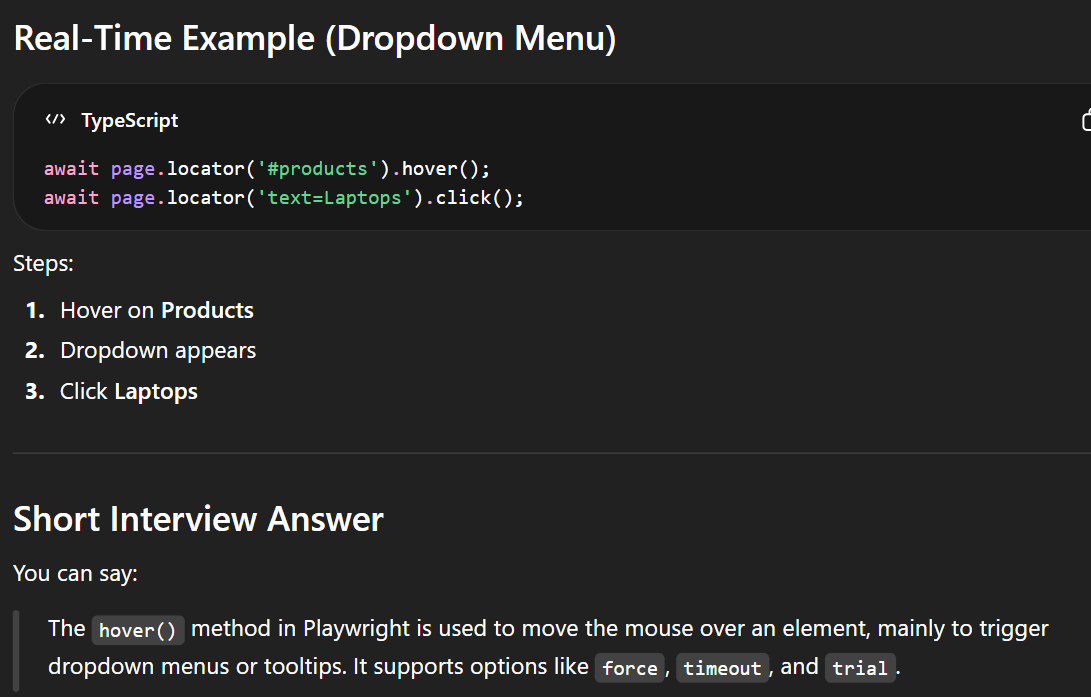 Real-Time Example (Dropdown Menu)
</> TypeScript
await page.locator('#products').hover();
await page.locator('text=Laptops').click();
Steps:
1. Hover on Products
2. Dropdown appears
3. Click Laptops
Short Interview Answer
You can say:
The hover() method in Playwright is used to move the mouse over an element, mainly to trigger
dropdown menus or tooltips. It supports options like force, timeout, and trial.